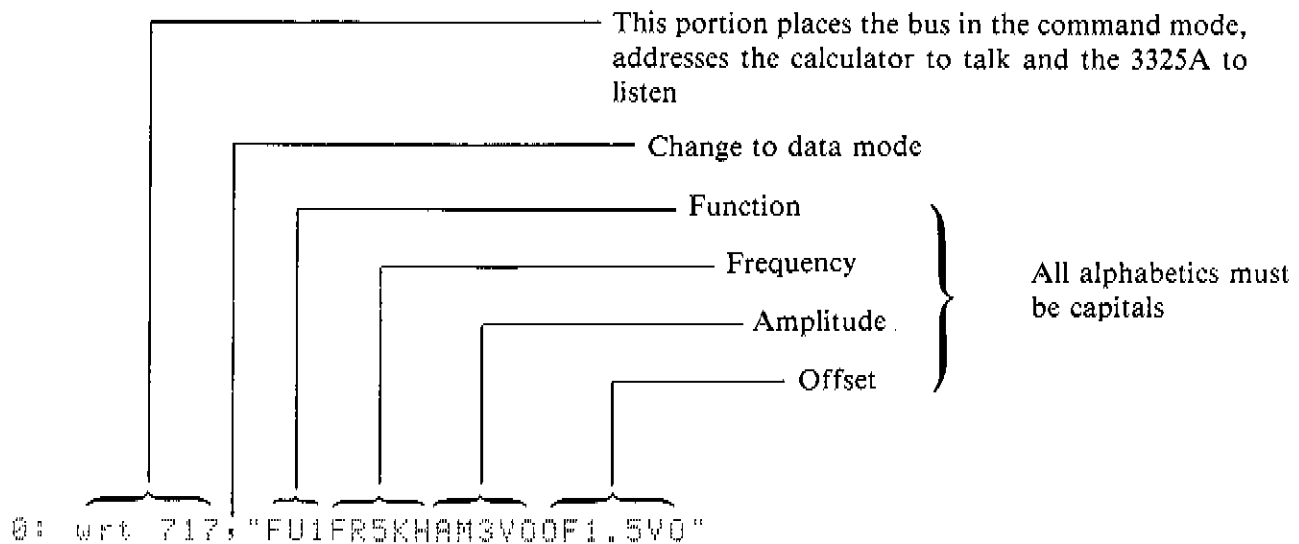 This portion places the bus in the command mode,
addresses the calculator to talk and the 3325A to
listen
Change to data mode
Function
Frequency
Amplitude
Offset
All alphabetics must
be capitals
0: wrt 717,"FU1FR5KHAM3VOOF1.5VO"